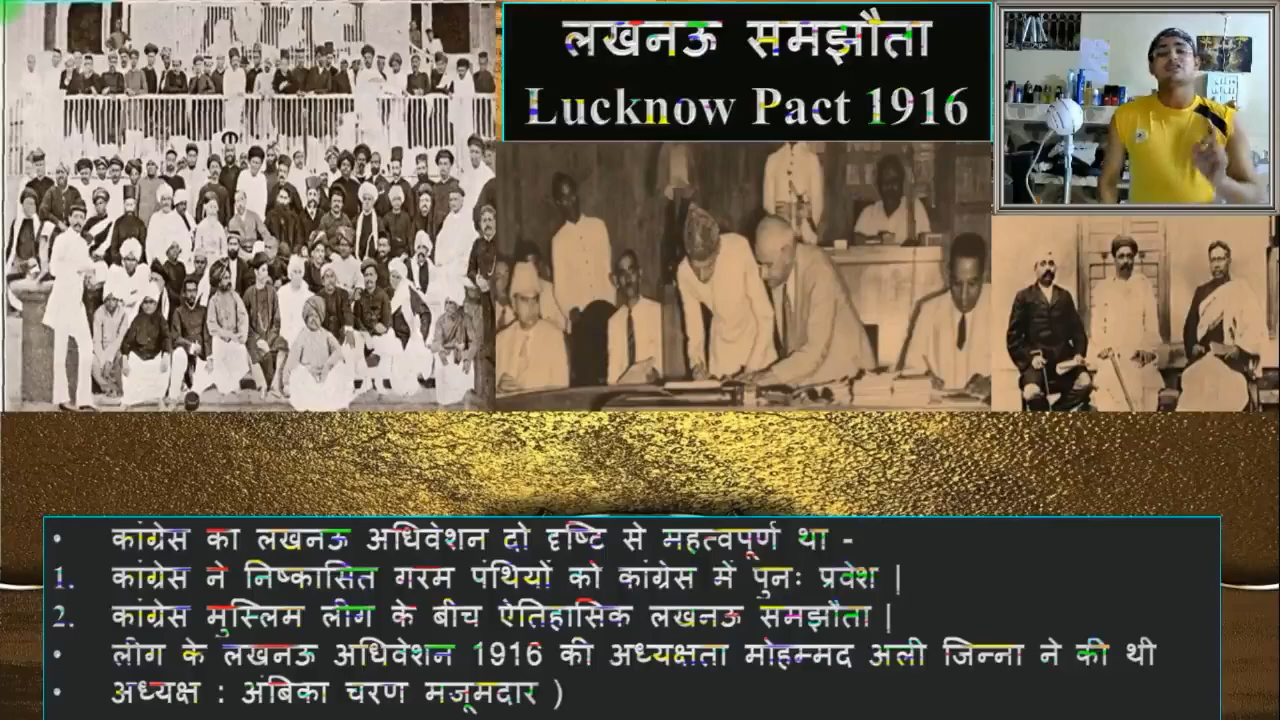 लखनऊ समझौता
Lucknow Pact 1916
• कांग्रेस का लखनऊ अधिवेशन दो दृष्टि से महत्वपूर्ण था -
1. कांग्रेस ने निष्कासित गरम पंथियों को कांग्रेस में पुनः प्रवेश |
2. कांग्रेस मुस्लिम लीग के बीच ऐतिहासिक लखनऊ समझौता |
• लीग के लखनऊ अधिवेशन 1916 की अध्यक्षता मोहम्मद अली जिन्ना ने की थी
• अध्यक्ष : अंबिका चरण मजूमदार )